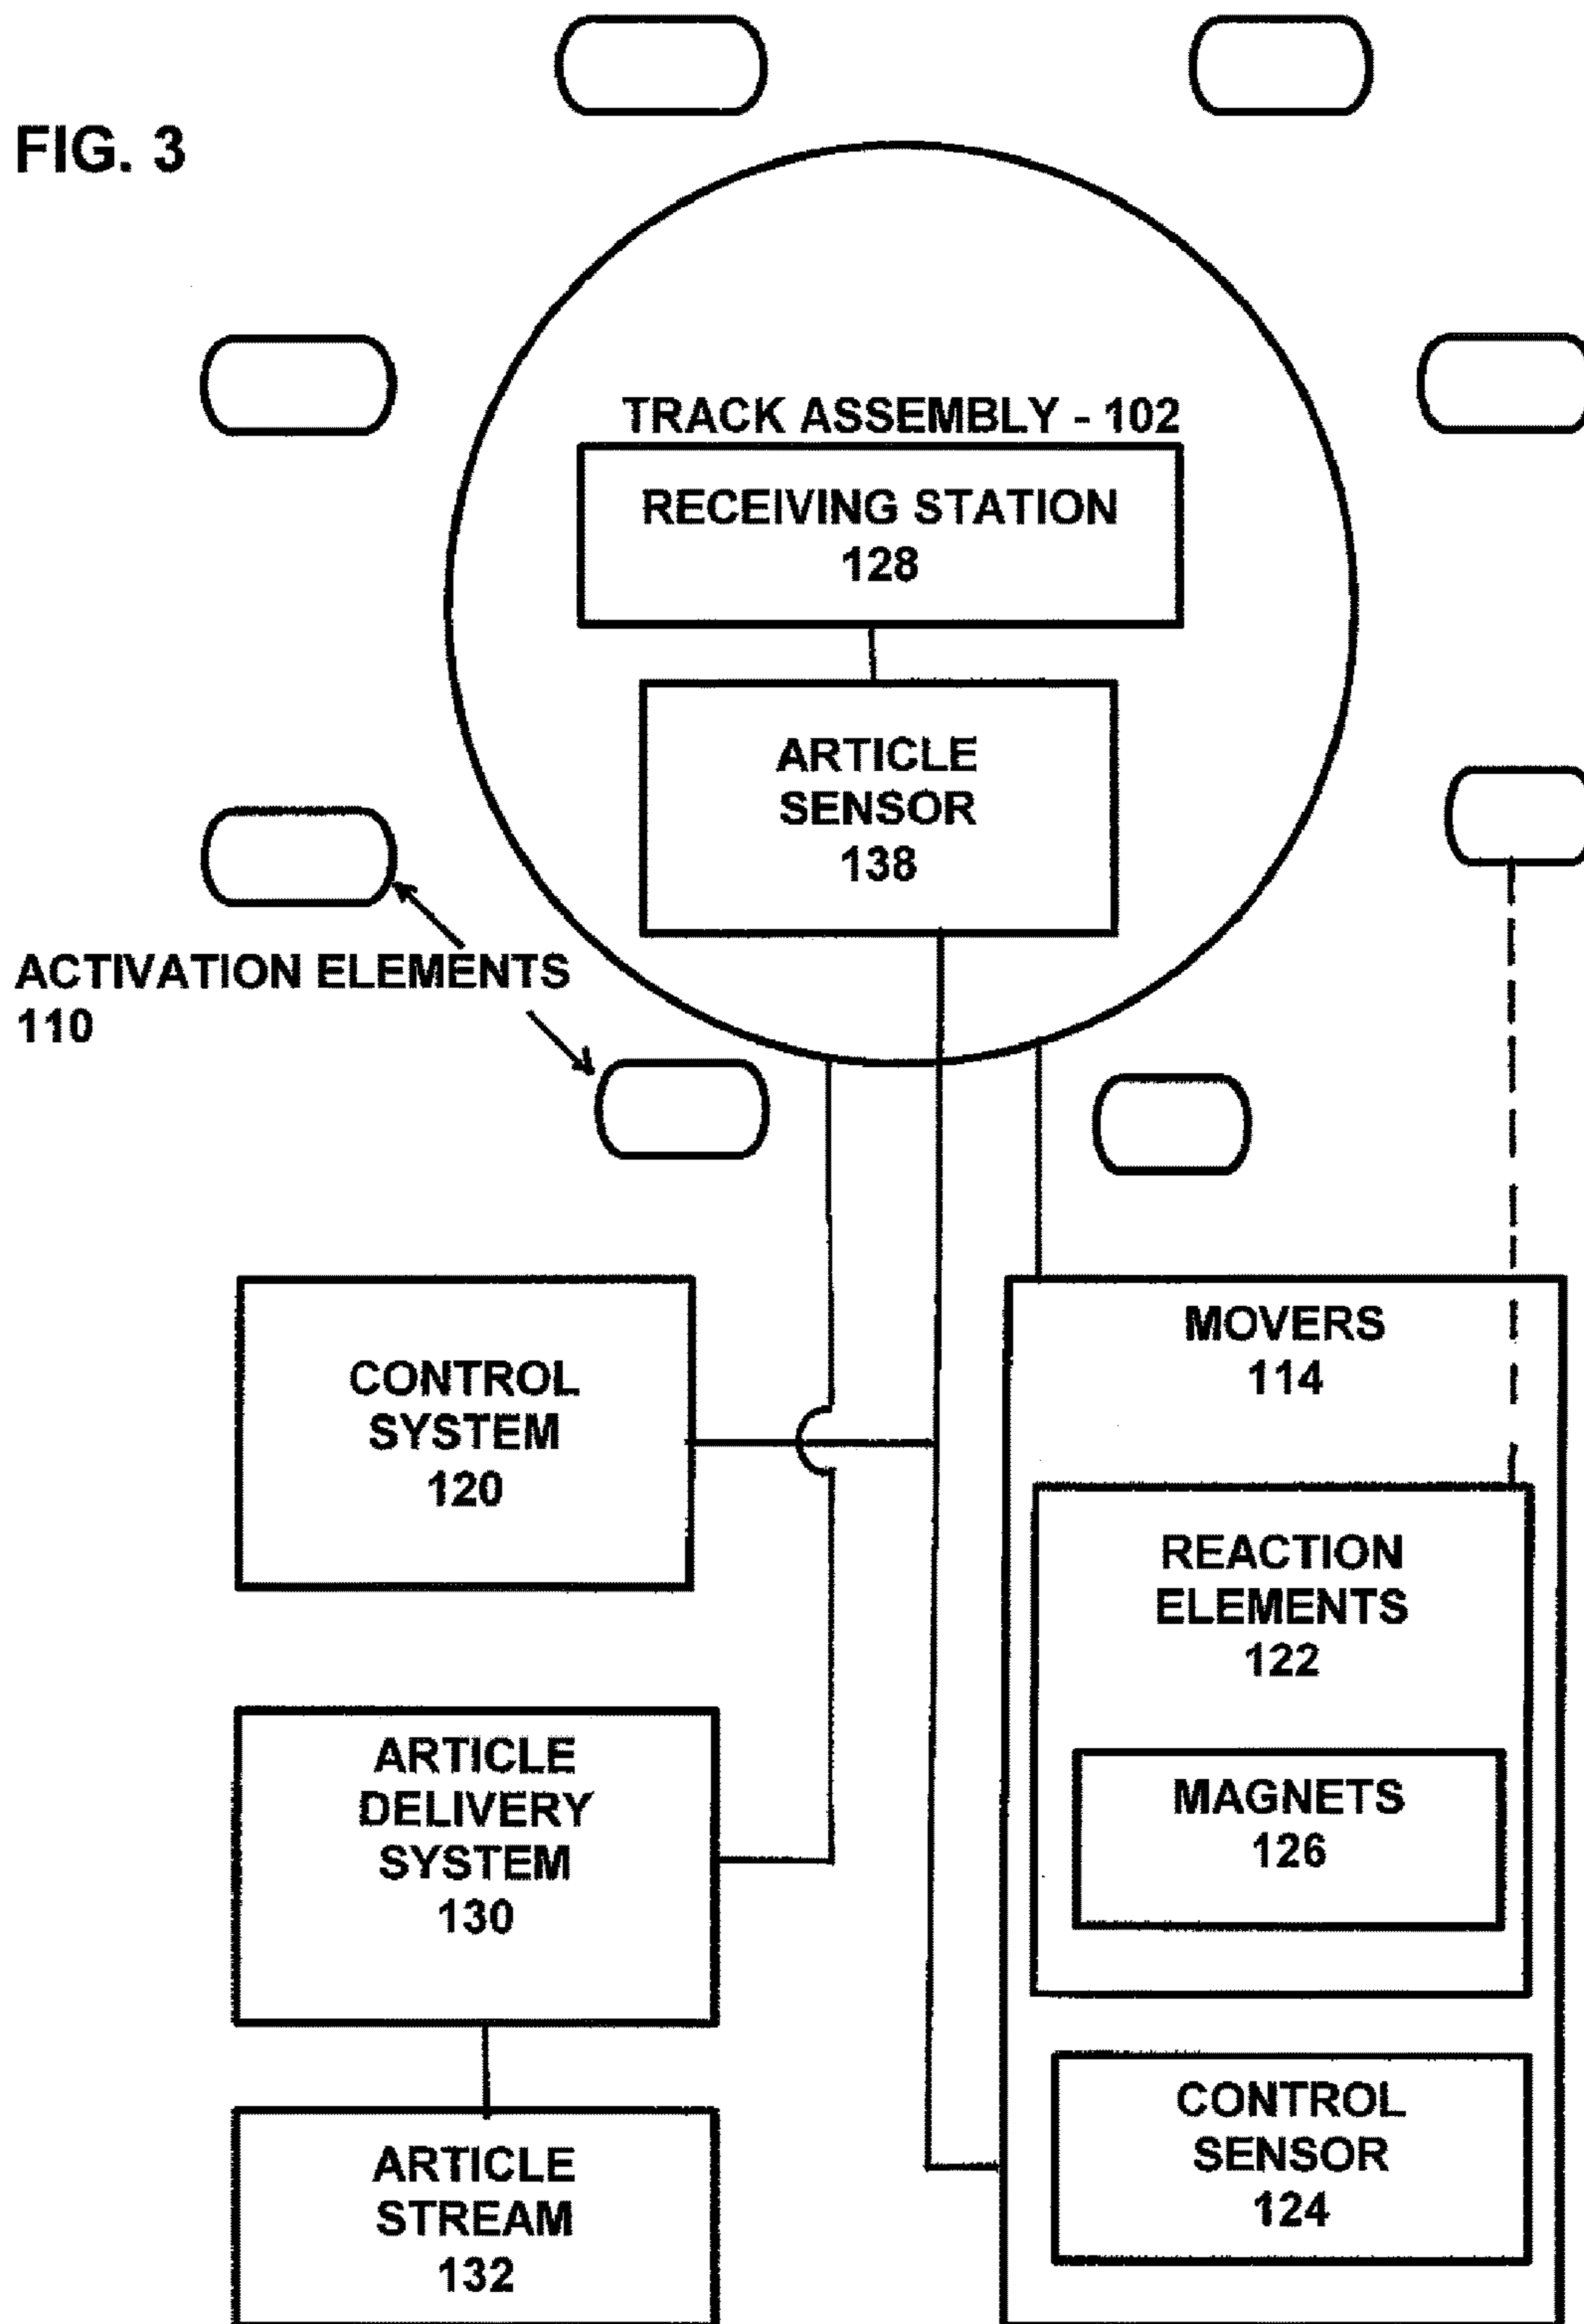 FIG. 3
TRACK ASSEMBLY - 102
RECEIVING STATION
128
ARTICLE
SENSOR
138
ACTIVATION ELEMENTS
110
CONTROL
SYSTEM
120
MOVERS
114
REACTION
ELEMENTS
122
MAGNETS
126
ARTICLE
DELIVERY
SYSTEM
130
CONTROL
SENSOR
124
ARTICLE
STREAM
132